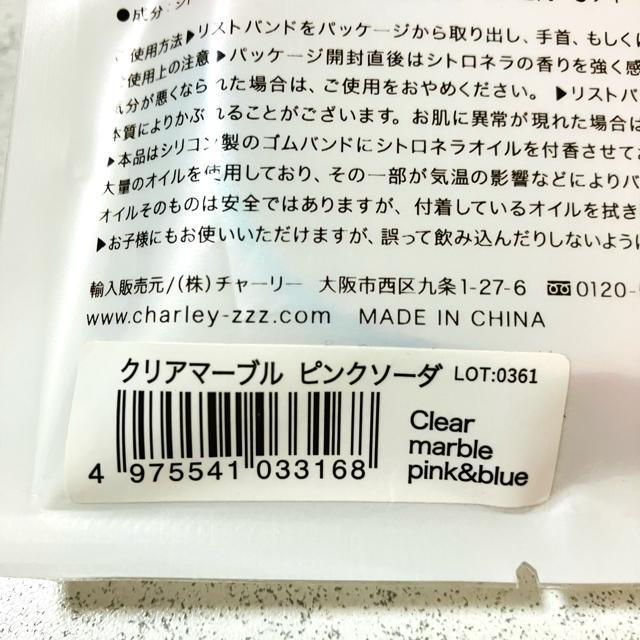 ●成分:シ
ご使用方法▶リストバンドをパッケージから取り出し、手首、もしくは
ご使用上の注意▶パッケージ開封直後はシトロネラの香りを強く感
気分が悪くなられた場合は、ご使用をおやめください。▶リストバ
体質によりかぶれることがございます。お肌に異常が現れた場合は
▶本品はシリコン製のゴムバンドにシトロネラオイルを付香させてお
大量のオイルを使用しており、その一部が気温の影響などによりパ
オイルそのものは安全ではありますが、付着しているオイルを拭き
▶お子様にもお使いいただけますが、誤って飲み込んだりしないように
輸入販売元/(株)チャーリー 大阪市西区九条1-27-6 0120-
www.charley-zzz.com MADE IN CHINA
クリアマーブル ピンクソーダ LOT:0361
Clear
marble
pink&blue
4 975541 033168